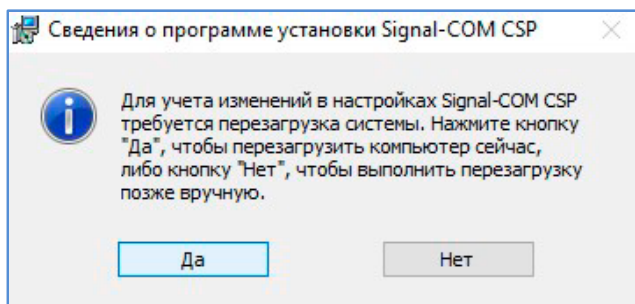 Сведения о программе установки Signal-COM CSP
Для учета изменений в настройках Signal-COM CSP
требуется перезагрузка системы. Нажмите кнопку
"Да", чтобы перезагрузить компьютер сейчас,
либо кнопку "Нет", чтобы выполнить перезагрузку
позже вручную.
Да
Нет